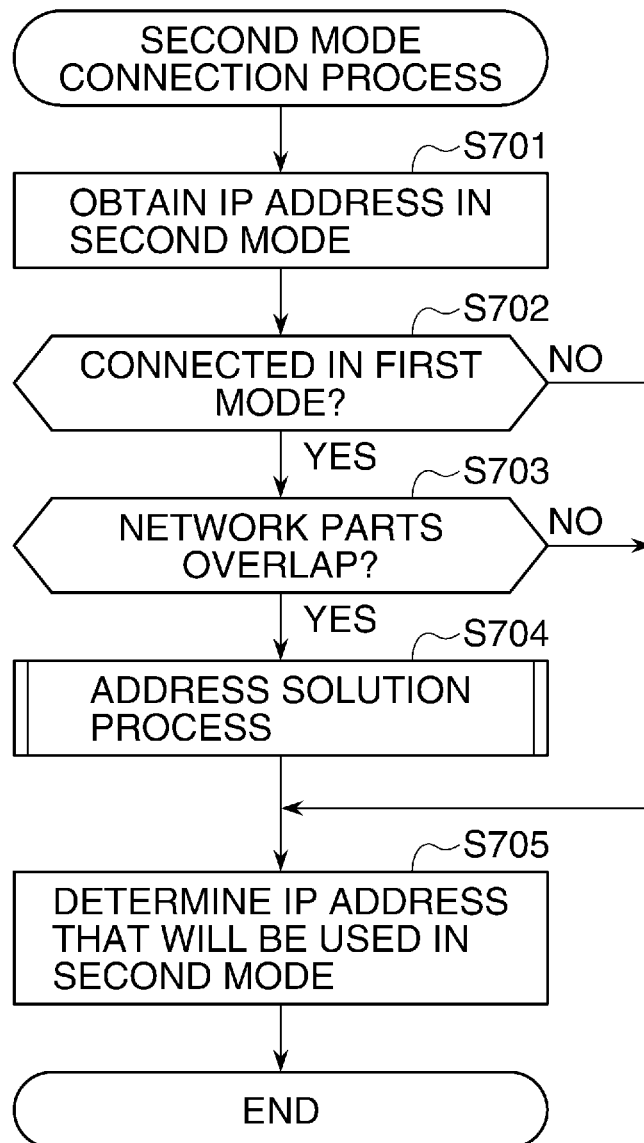 SECOND MODE
CONNECTION PROCESS
S701
OBTAIN IP ADDRESS IN
SECOND MODE
S702
CONNECTED IN FIRST
MODE?
NO
YES
S703
NETWORK PARTS
OVERLAP?
NO
YES
S704
ADDRESS SOLUTION
PROCESS
S705
DETERMINE IP ADDRESS
THAT WILL BE USED IN
SECOND MODE
END